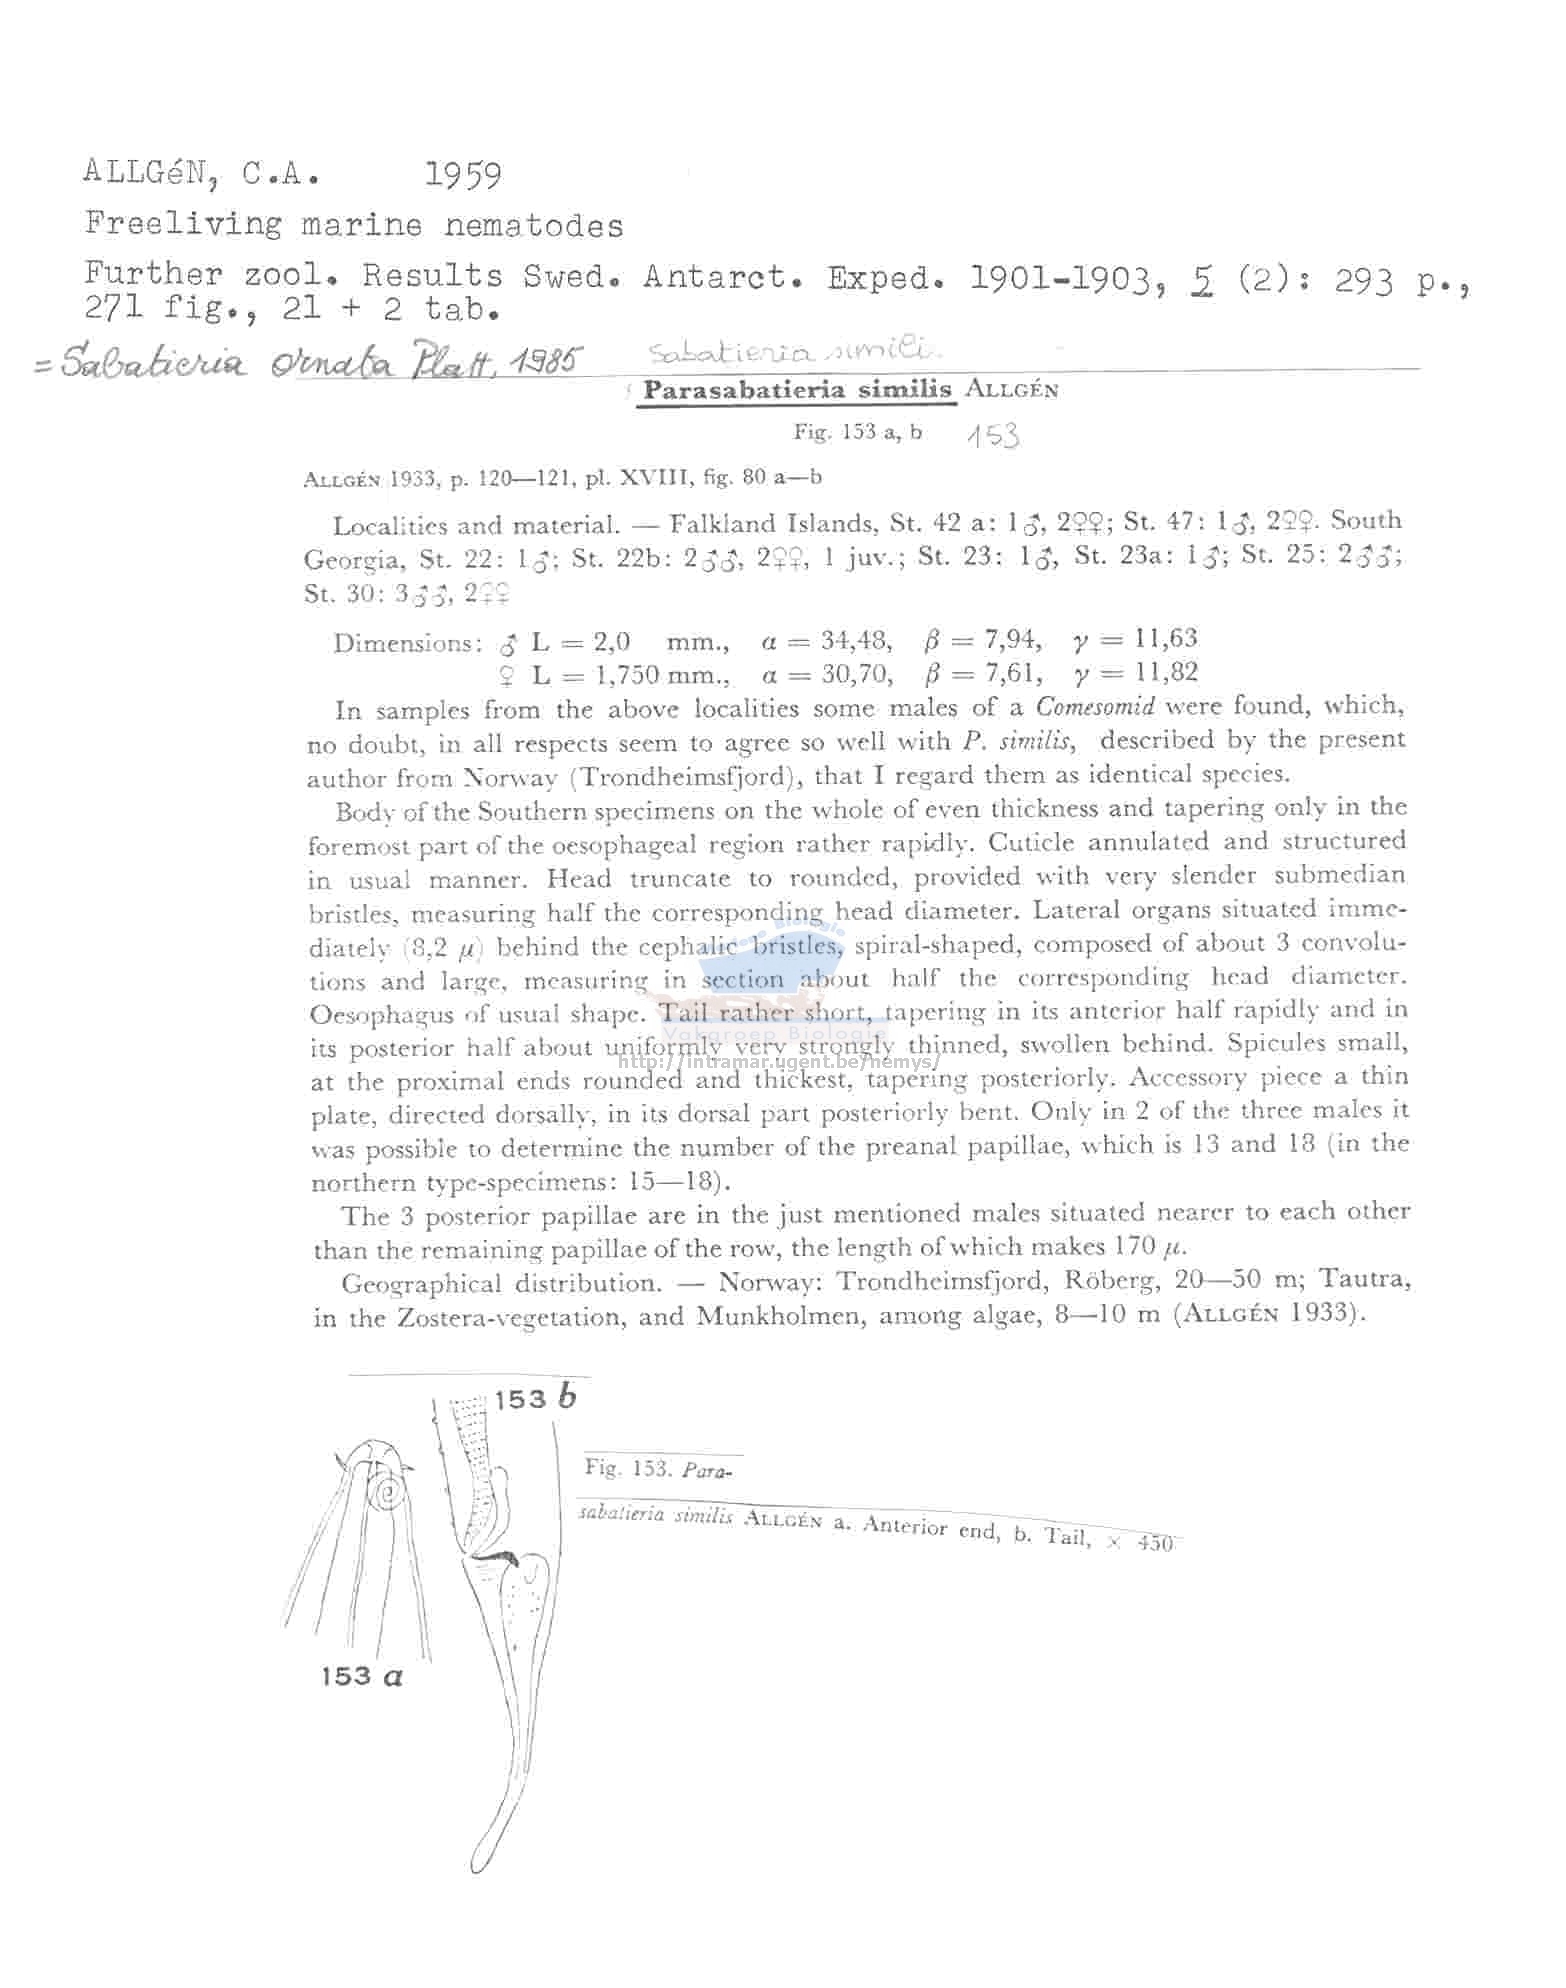 ALLGéN, C.A. 1959
Freeliving marine nematodes
Further zool. Results Swed. Antarct. Exped. 1901-1903, 5 (2): 293 p.,
271 fig., 21 + 2 tab.
= Sabatieria ornata Platt, 1985 Sabatieria simili.
Parasabatieria similis ALLGÉN
Fig. 153 a, b 153
ALLGÉN 1933, p. 120—121, pl. XVIII, fig. 80 a—b
Localities and material. — Falkland Islands, St. 42 a: 1♂, 2♀♀; St. 47: 1♂, 2♀♀. South
Georgia, St. 22: 1♂; St. 22b: 2♂♂, 2♀♀, 1 juv.; St. 23: 1♂, St. 23a: 1♂; St. 25: 2♂♂;
St. 30: 3♂♂, 2♀♀
Dimensions: ♂ L = 2,0 mm., α = 34,48, β = 7,94, γ = 11,63
♀ L = 1,750 mm., α = 30,70, β = 7,61, γ = 11,82
In samples from the above localities some males of a Comesomid were found, which,
no doubt, in all respects seem to agree so well with P. similis, described by the present
author from Norway (Trondheimsfjord), that I regard them as identical species.
Body of the Southern specimens on the whole of even thickness and tapering only in the
foremost part of the oesophageal region rather rapidly. Cuticle annulated and structured
in usual manner. Head truncate to rounded, provided with very slender submedian
bristles, measuring half the corresponding head diameter. Lateral organs situated imme-
diately (8,2 μ) behind the cephalic bristles, spiral-shaped, composed of about 3 convolu-
tions and large, measuring in section about half the corresponding head diameter.
Oesophagus of usual shape. Tail rather short, tapering in its anterior half rapidly and in
Vakgroep Biologie
its posterior half about uniformly very strongly thinned, swollen behind. Spicules small,
http://intramar.ugent.be/nemys/
at the proximal ends rounded and thickest, tapering posteriorly. Accessory piece a thin
plate, directed dorsally, in its dorsal part posteriorly bent. Only in 2 of the three males it
was possible to determine the number of the preanal papillae, which is 13 and 18 (in the
northern type-specimens: 15—18).
The 3 posterior papillae are in the just mentioned males situated nearer to each other
than the remaining papillae of the row, the length of which makes 170 μ.
Geographical distribution. — Norway: Trondheimsfjord, Röberg, 20—50 m; Tautra,
in the Zostera-vegetation, and Munkholmen, among algae, 8—10 m (ALLGÉN 1933).
153 b
Fig. 153. Para-
sabatieria similis ALLGÉN a. Anterior end, b. Tail, × 450
153 a